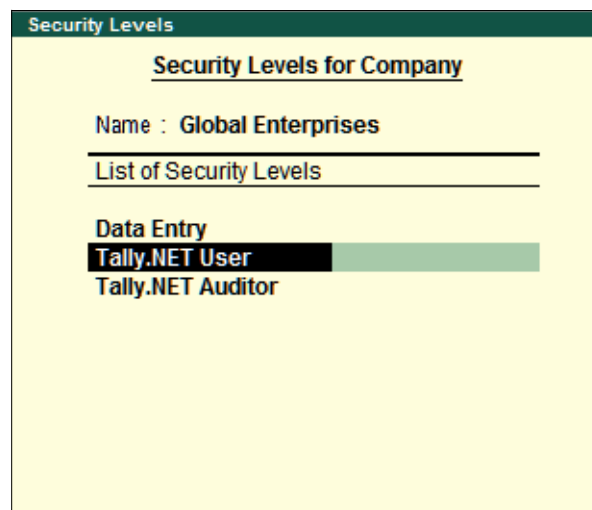 Security Levels
Security Levels for Company
Name : Global Enterprises
List of Security Levels
Data Entry
Tally.NET User
Tally.NET Auditor